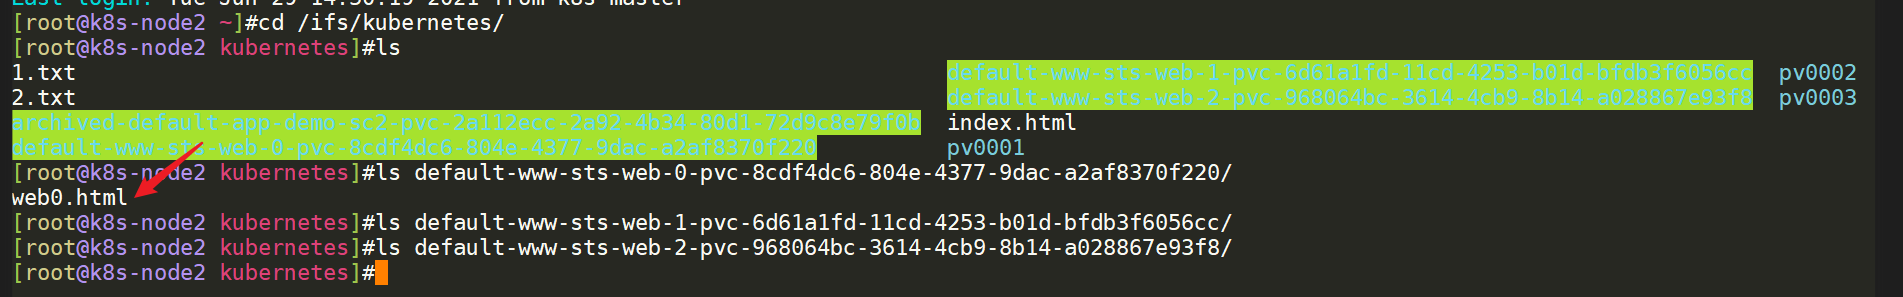 Last login: Tue Jun 29 14:50:19 2021 from k8s-master
[root@k8s-node2 ~]#cd /ifs/kubernetes/
[root@k8s-node2 kubernetes]#ls
1.txt default-www-sts-web-1-pvc-6d61a1fd-11cd-4253-b01d-bfdb3f6056cc pv0002
2.txt default-www-sts-web-2-pvc-968064bc-3614-4cb9-8b14-a028867e93f8 pv0003
archived-default-app-demo-sc2-pvc-2a112ecc-2a92-4b34-80d1-72d9c8e79f0b index.html
default-www-sts-web-0-pvc-8cdf4dc6-804e-4377-9dac-a2af8370f220 pv0001
[root@k8s-node2 kubernetes]#ls default-www-sts-web-0-pvc-8cdf4dc6-804e-4377-9dac-a2af8370f220/
web0.html
[root@k8s-node2 kubernetes]#ls default-www-sts-web-1-pvc-6d61a1fd-11cd-4253-b01d-bfdb3f6056cc/
[root@k8s-node2 kubernetes]#ls default-www-sts-web-2-pvc-968064bc-3614-4cb9-8b14-a028867e93f8/
[root@k8s-node2 kubernetes]#